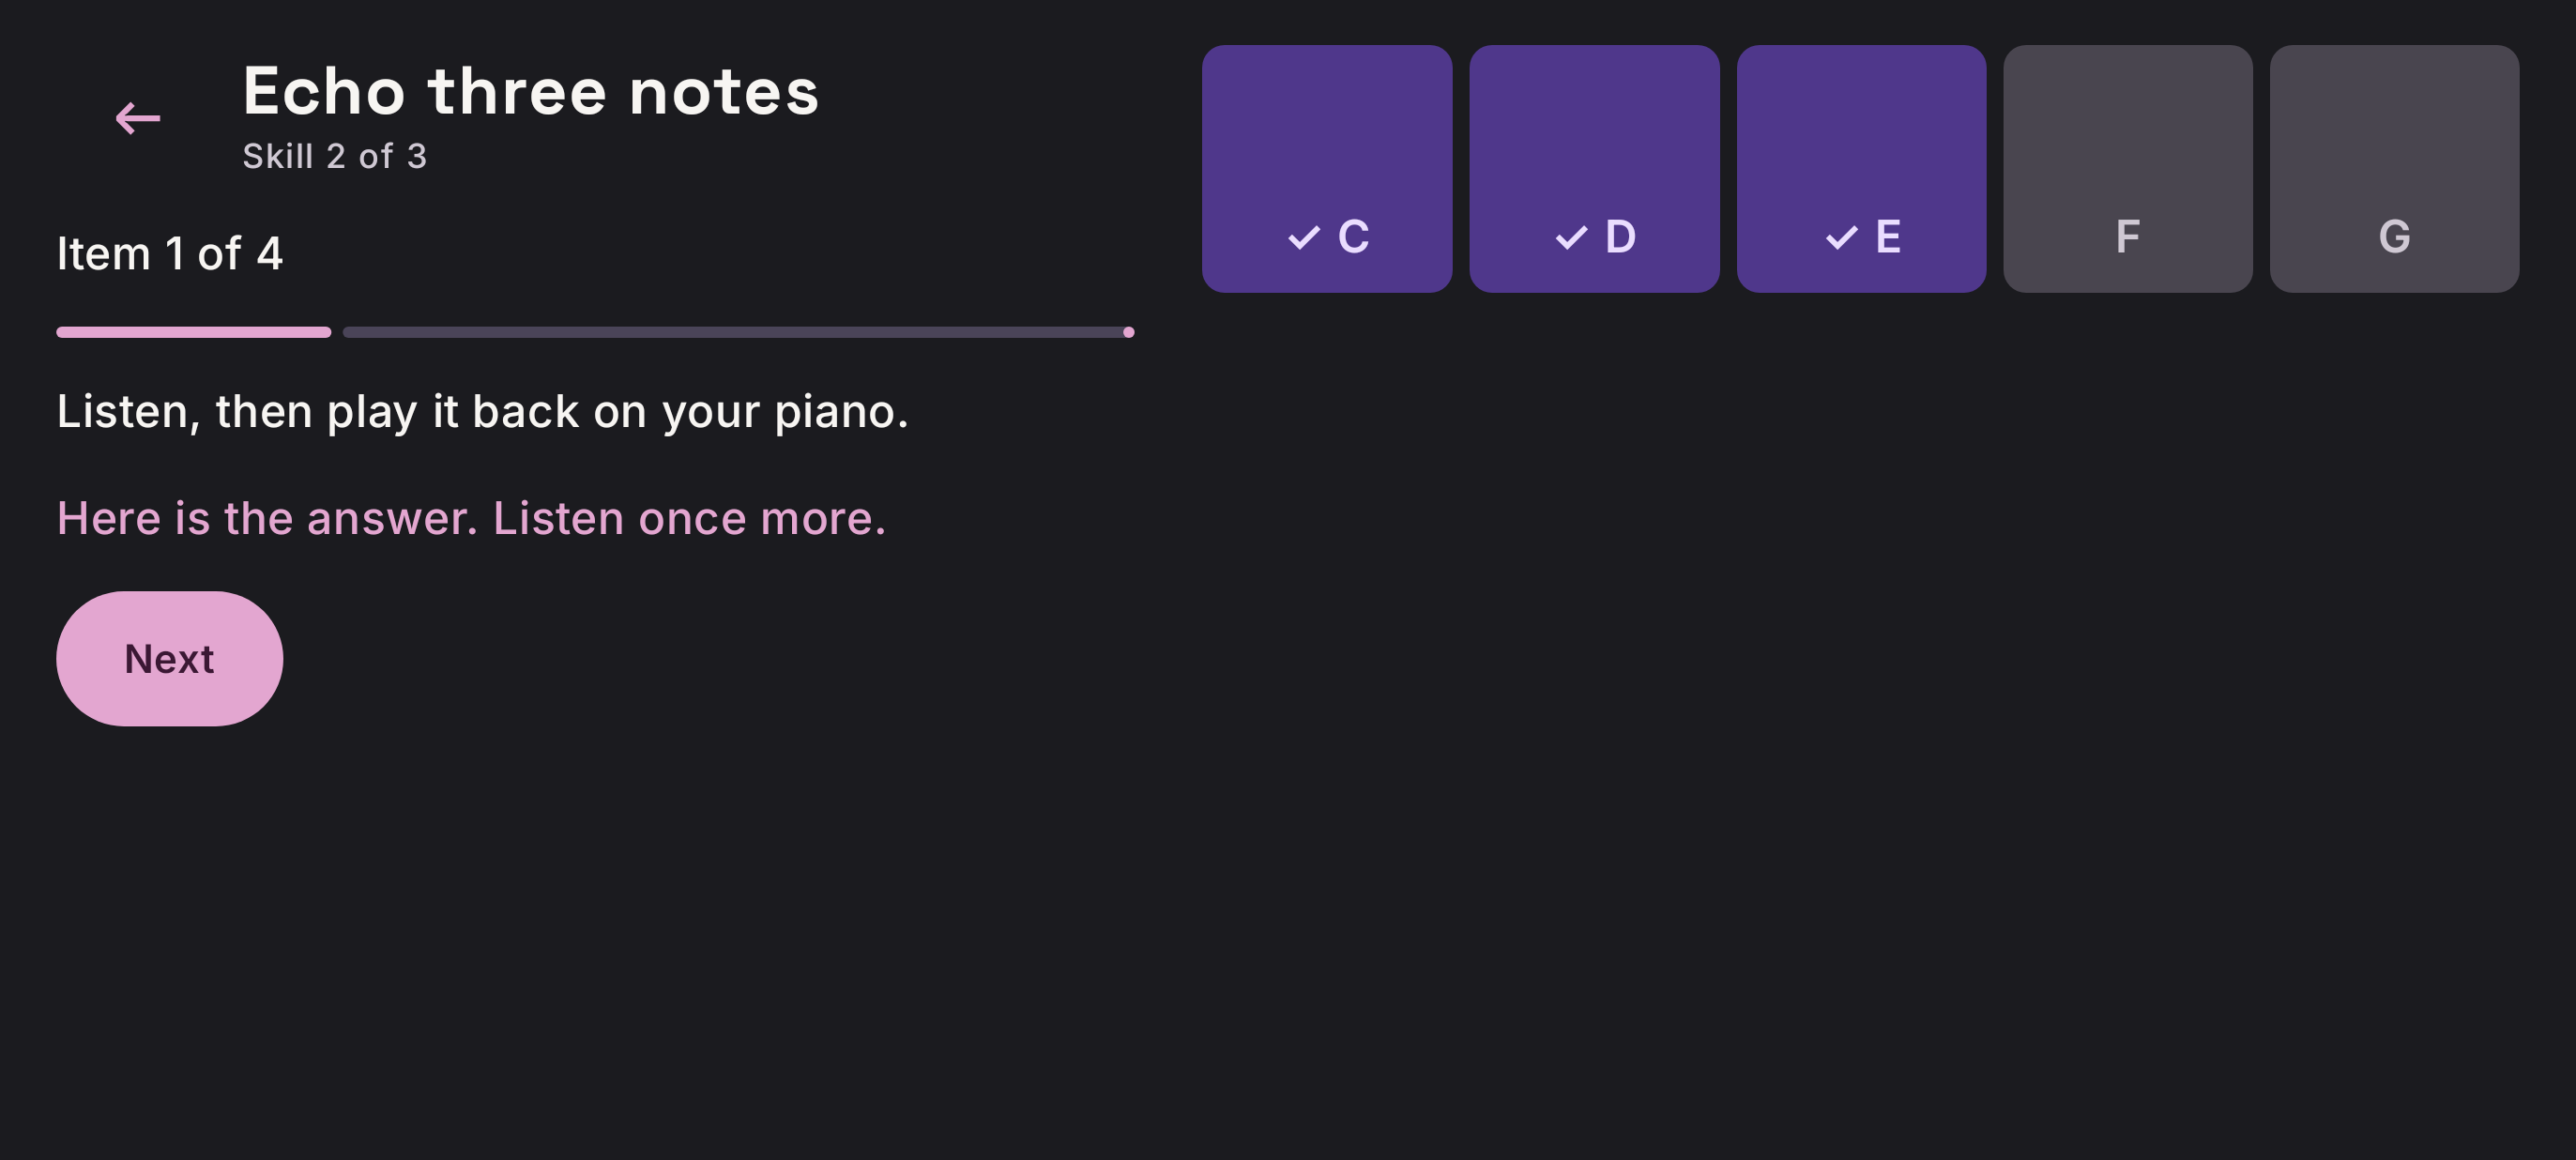 Echo three notes
Skill 2 of 3
Item 1 of 4
Listen, then play it back on your piano.
Here is the answer. Listen once more.
Next
C
D
E
F
G